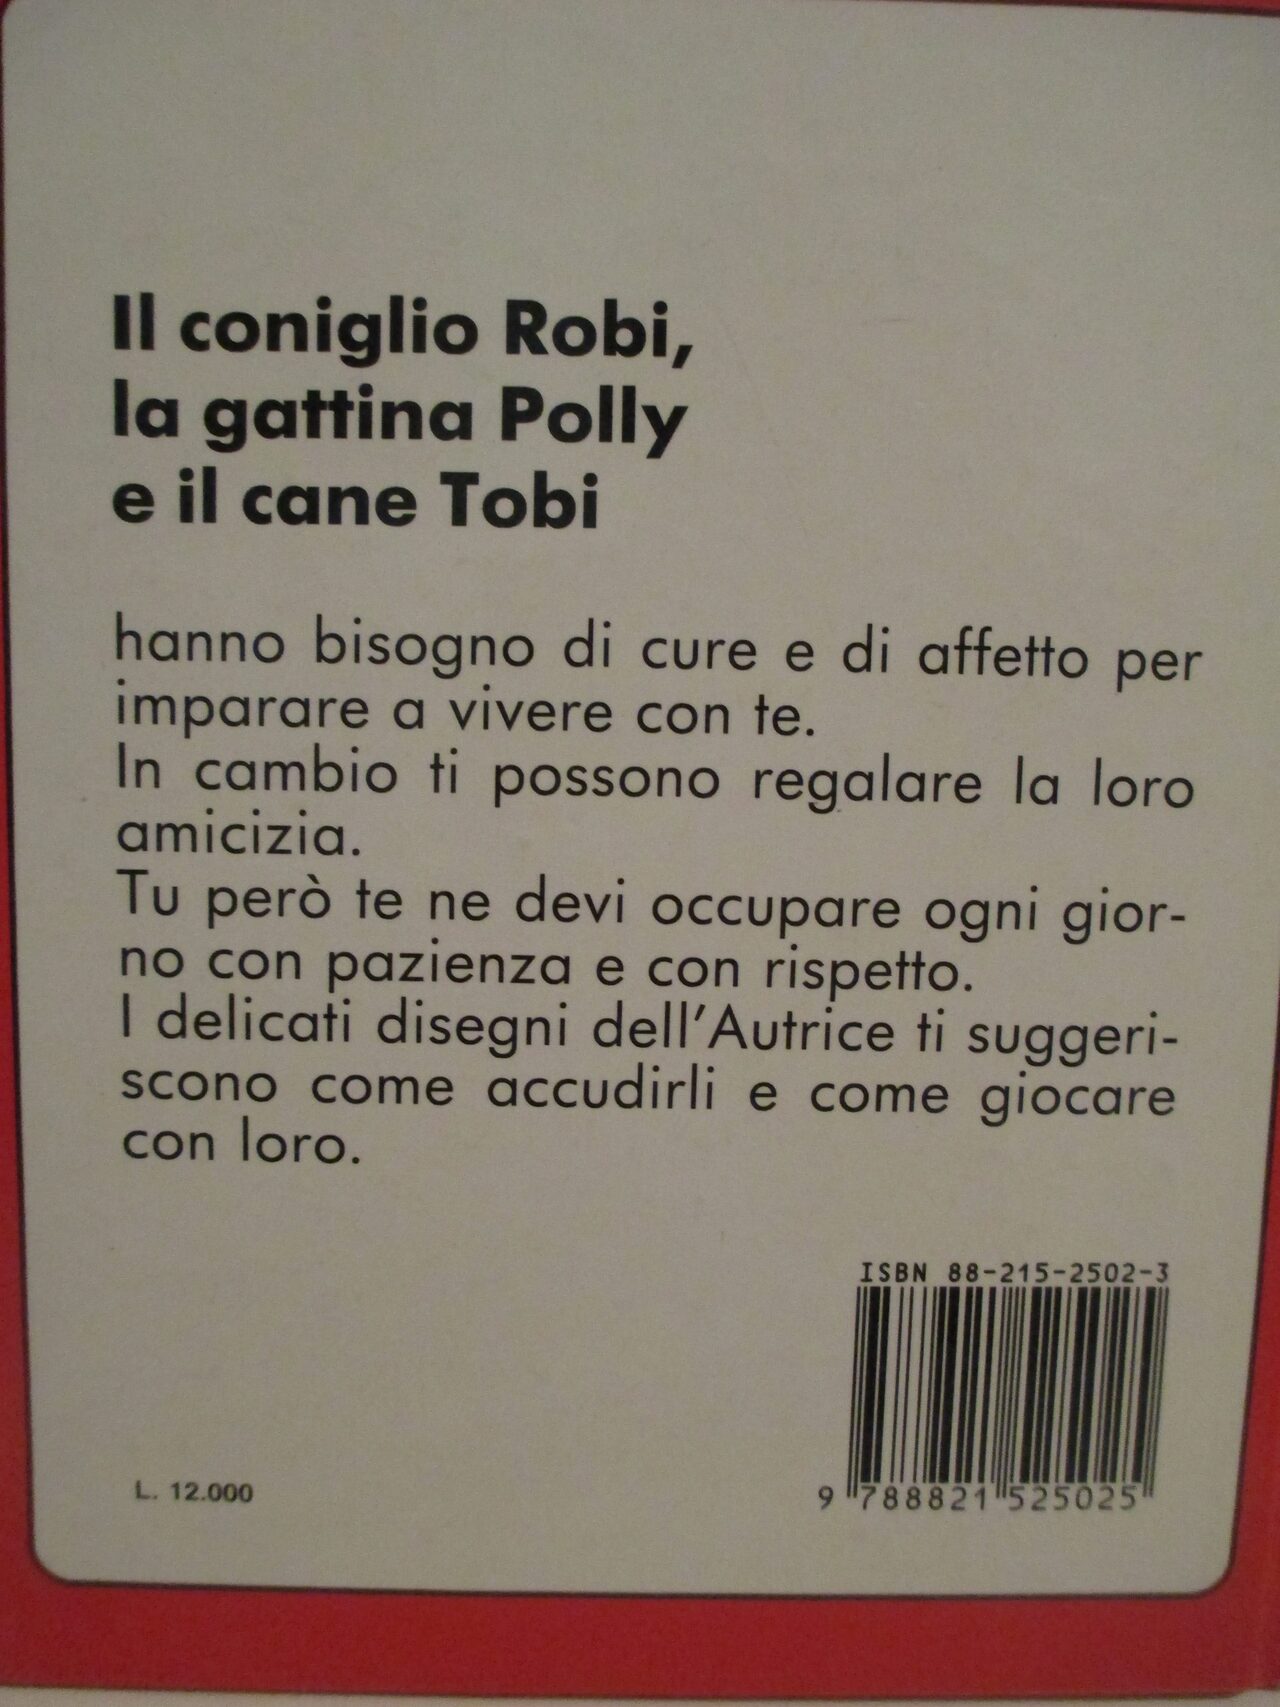 Il coniglio Robi,
la gattina Polly
e il cane Tobi
hanno bisogno di cure e di affetto per
imparare a vivere con te.
In cambio ti possono regalare la loro
amicizia.
Tu però te ne devi occupare ogni gior-
no con pazienza e con rispetto.
I delicati disegni dell'Autrice ti suggeri-
scono come accudirli e come giocare
con loro.
ISBN 88-215-2502-3
L. 12.000
9 788821 525025